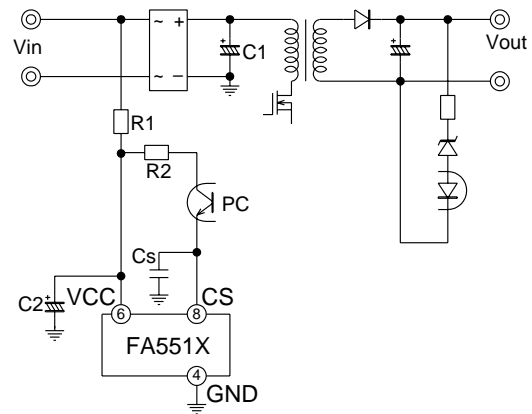 Vin
~ +
~ −
+
C1
+
Vout
R1
R2
PC
Cs
+
C2
VCC
CS
6
8
FA551X
4
GND